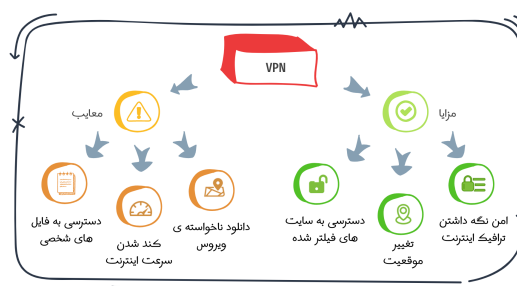 VPN
مزایا
معایب
امن نگه داشتن
ترافیک اینترنت
تغییر
موقعیت
دسترسی به سایت
های فیلتر شده
دانلود ناخواسته ی
ویروس
کند شدن
سرعت اینترنت
دسترسی به فایل
های شخصی